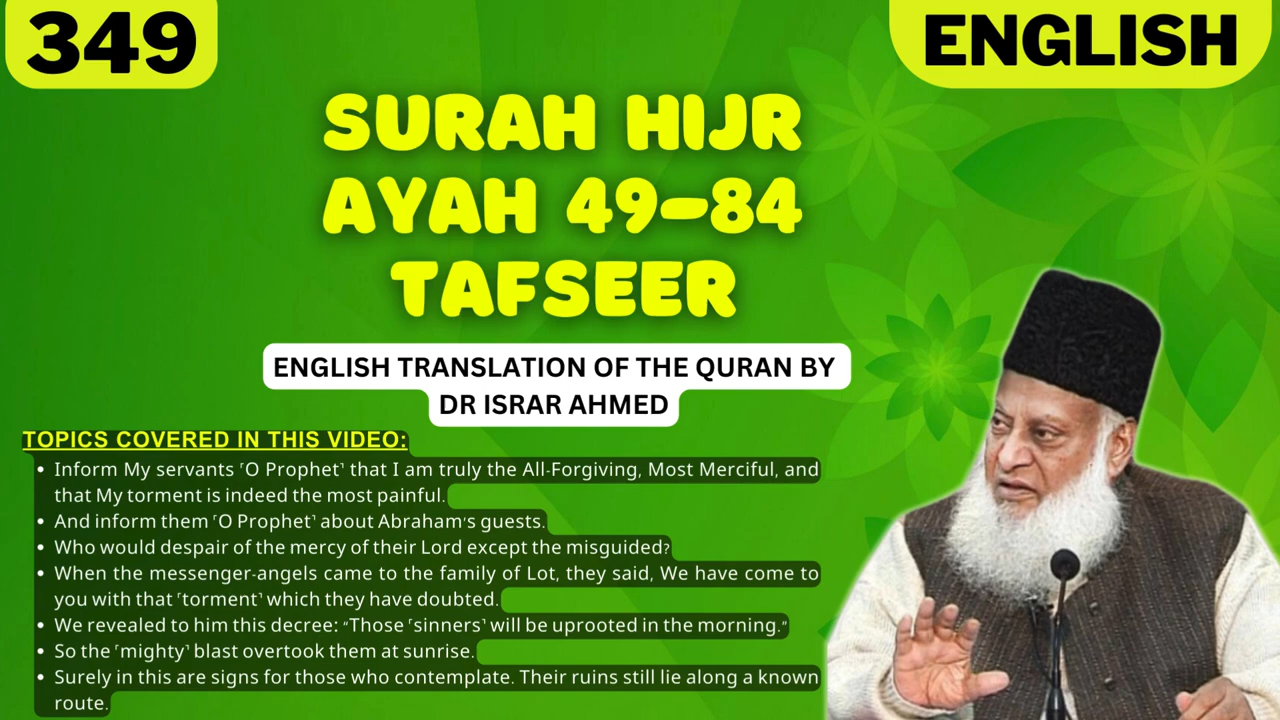 349
ENGLISH
SURAH HIJR
AYAH 49-84
TAFSEER
ENGLISH TRANSLATION OF THE QURAN BY
DR ISRAR AHMED
TOPICS COVERED IN THIS VIDEO:
• Inform My servants ˹O Prophet˺ that I am truly the All-Forgiving, Most Merciful, and
that My torment is indeed the most painful.
• And inform them ˹O Prophet˺ about Abraham's guests.
• Who would despair of the mercy of their Lord except the misguided?
• When the messenger-angels came to the family of Lot, they said, We have come to
you with that ˹torment˺ which they have doubted.
• We revealed to him this decree: “Those ˹sinners˺ will be uprooted in the morning.”
• So the ˹mighty˺ blast overtook them at sunrise.
• Surely in this are signs for those who contemplate. Their ruins still lie along a known
route.